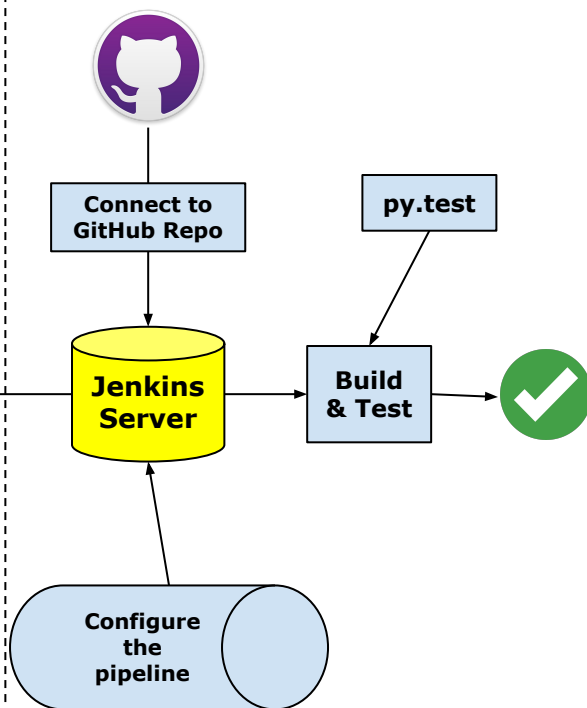 Connect to
GitHub Repo
py.test
Jenkins
Server
Build
& Test
Configure
the
pipeline